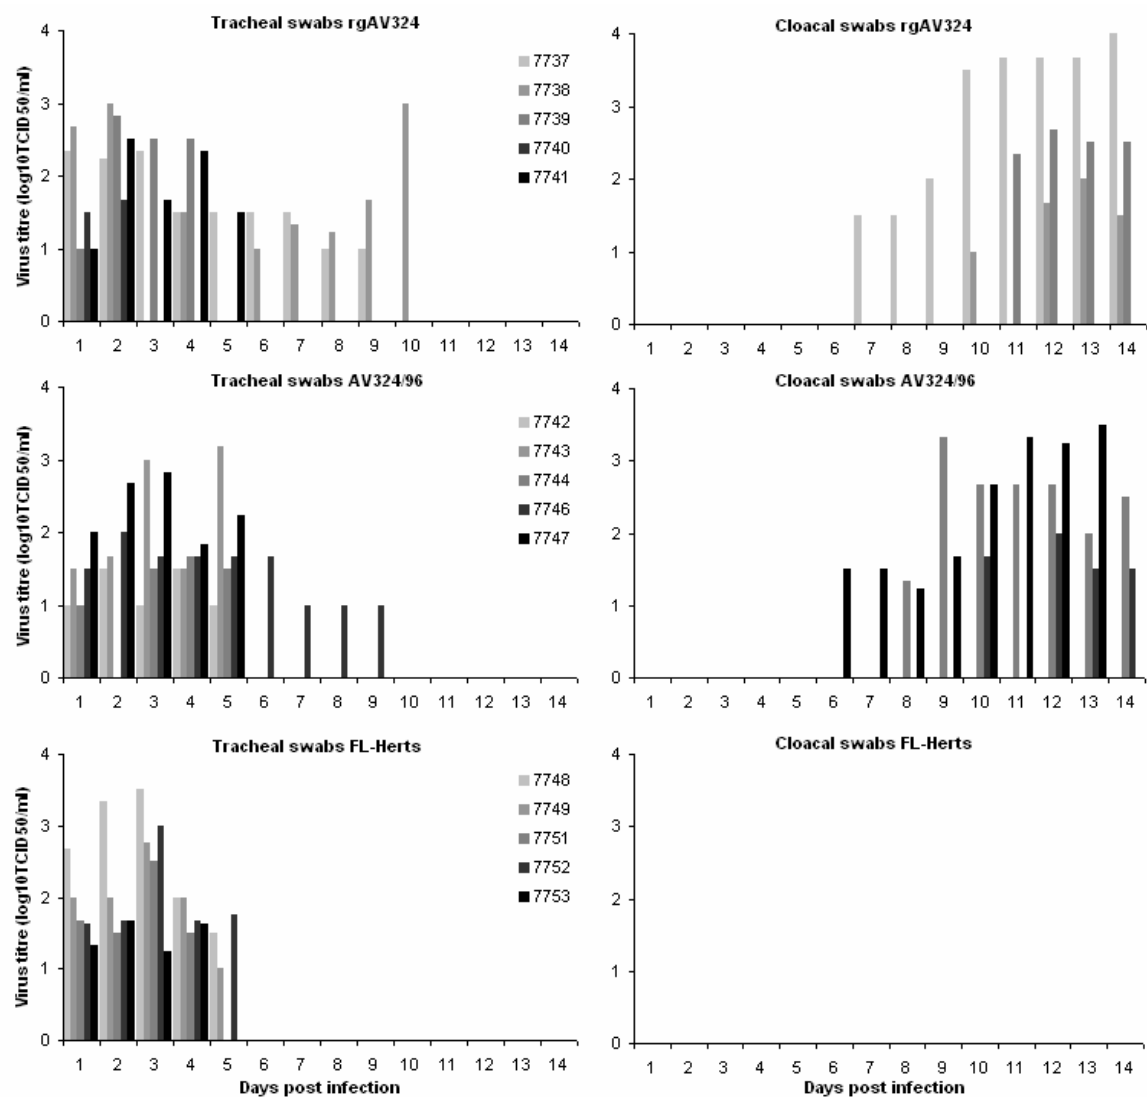 Tracheal swabs rgAV324
4
3
2
1
0
Virus titre (log10TCID50/ml)
7737
7738
7739
7740
7741
1 2 3 4 5 6 7 8 9 10 11 12 13 14
Cloacal swabs rgAV324
4
3
2
1
0
1 2 3 4 5 6 7 8 9 10 11 12 13 14
Tracheal swabs AV324/96
4
3
2
1
0
Virus titre (log10TCID50/ml)
7742
7743
7744
7746
7747
1 2 3 4 5 6 7 8 9 10 11 12 13 14
Cloacal swabs AV324/96
4
3
2
1
0
1 2 3 4 5 6 7 8 9 10 11 12 13 14
Tracheal swabs FL-Herts
4
3
2
1
0
Virus titre (log10TCID50/ml)
7748
7749
7751
7752
7753
1 2 3 4 5 6 7 8 9 10 11 12 13 14
Days post infection
Cloacal swabs FL-Herts
4
3
2
1
0
1 2 3 4 5 6 7 8 9 10 11 12 13 14
Days post infection